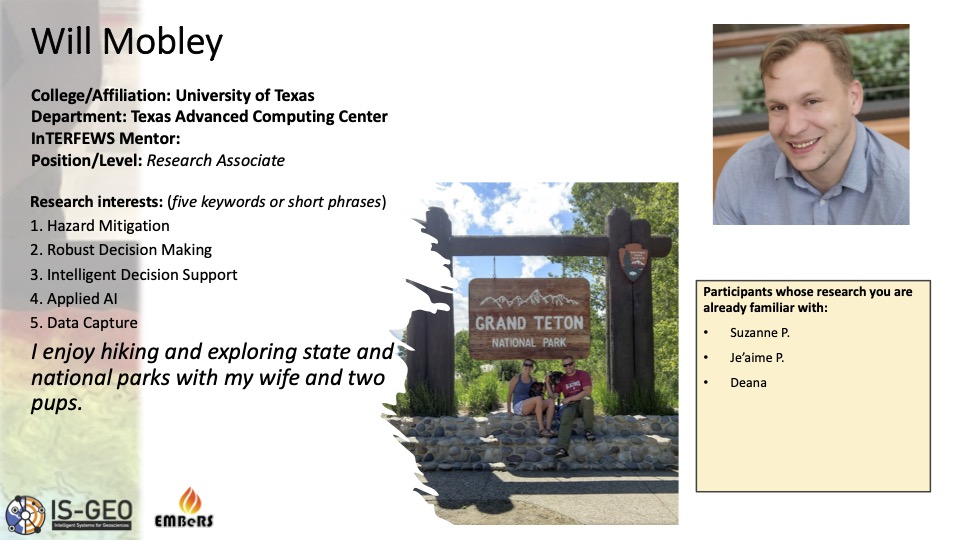 Will Mobley
College/Affiliation: University of Texas
Department: Texas Advanced Computing Center
InTERFEWS Mentor:
Position/Level: Research Associate
Research interests: (five keywords or short phrases)
1. Hazard Mitigation
2. Robust Decision Making
3. Intelligent Decision Support
4. Applied AI
5. Data Capture
I enjoy hiking and exploring state and
national parks with my wife and two
pups.
GRAND TETON
NATIONAL PARK
Participants whose research you are
already familiar with:
• Suzanne P.
• Je’aime P.
• Deana
IS-GEO
Intelligent Systems for Geosciences
EMBeRS